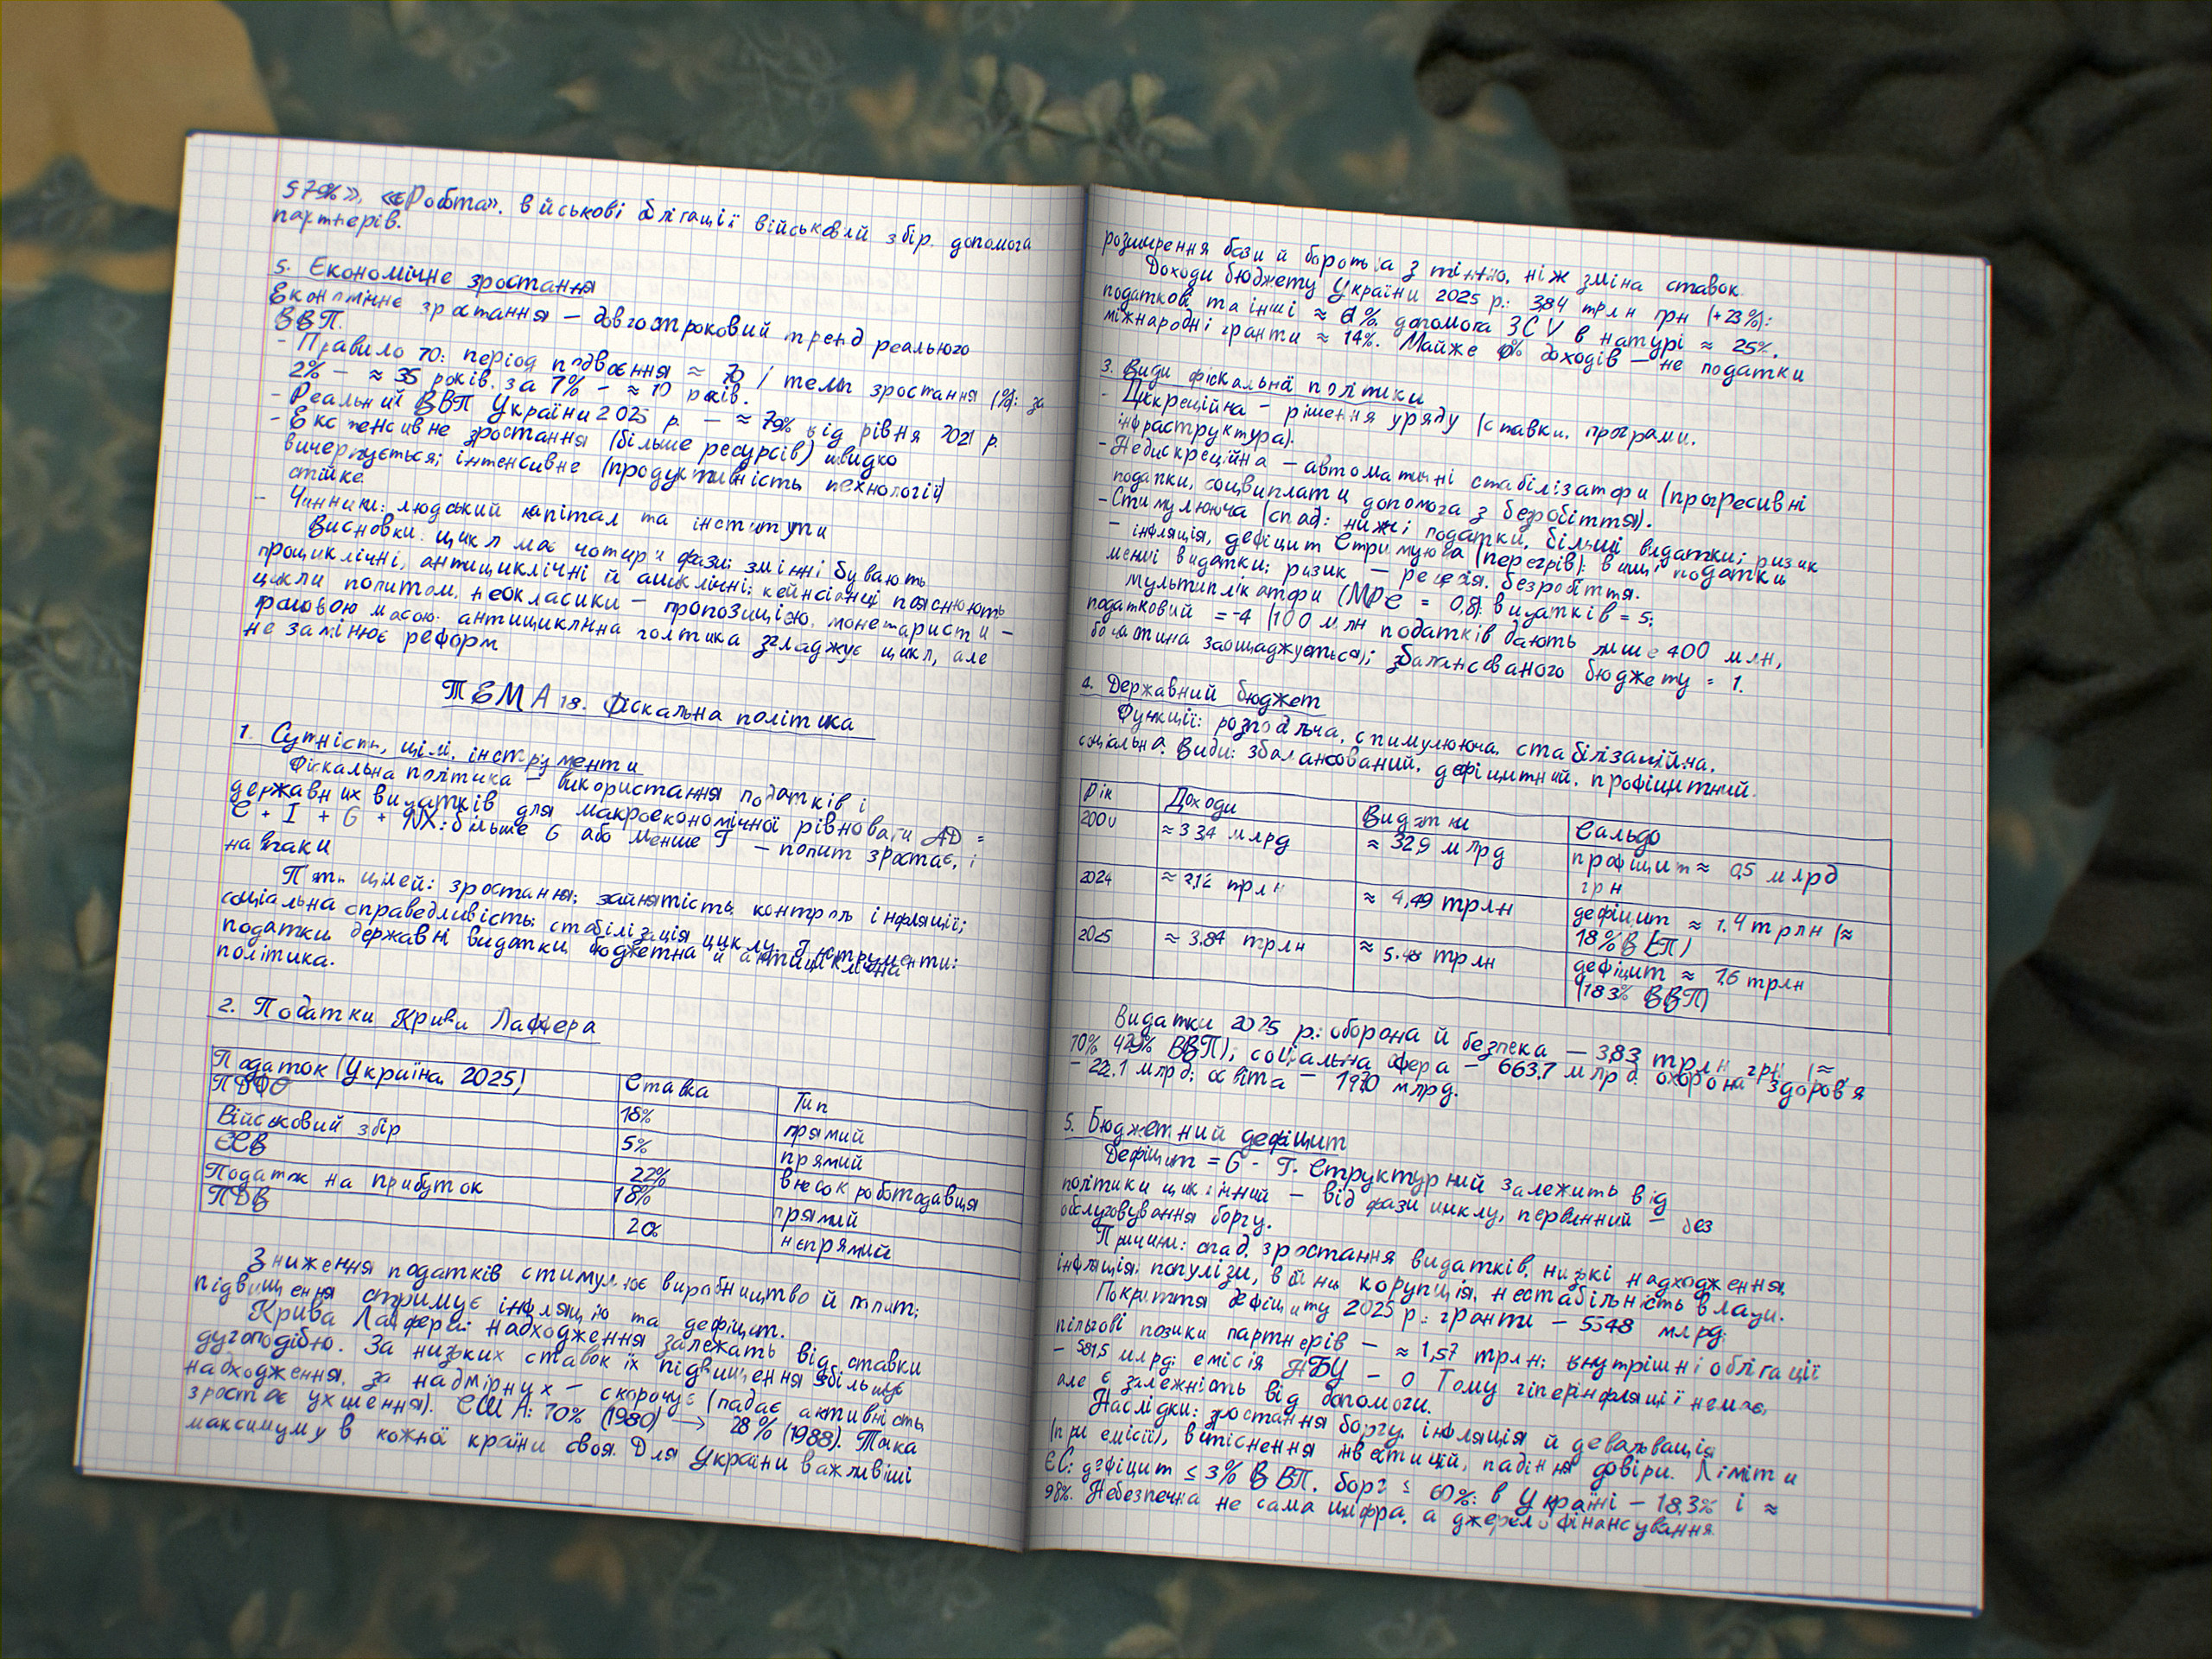 579%», «єРобота». військові облігації військовий збір. допомога
партнерів.
5. Економічне зростання
Економічне зростання — довгостроковий тренд реального
ВВП.
- Правило 70: період подвоєння ≈ 70 / темп зростання (%): за
2% — ≈ 35 років. за 7% — ≈ 10 років.
- Реальний ВВП України 2025 р. — ≈ 79% від рівня 2021 р.
- Екстенсивне зростання (більше ресурсів) швидко
вичерпується; інтенсивне (продуктивність технології)
стійке.
- Чинники: людський капітал та інститути
Висновки: цикл має чотири фази; змінні бувають
проциклічні, антициклічні й ациклічні; кейнсіанці пояснюють
цикли попитом, неокласики — пропозицією, монетаристи —
грошовою масою. антициклічна політика згладжує цикл, але
не замінює реформ
ТЕМА 18. Фіскальна політика
1. Сутність, цілі, інструменти
Фіскальна політика — використання податків і
державних видатків для макроекономічної рівноваги AD =
C + I + G + NX: більше G або менше T — попит зростає, і
навпаки
П'ять цілей: зростання; зайнятість контроль інфляції;
соціальна справедливість; стабілізація циклу. Інструменти:
податки державні видатки бюджетна й антициклічна
політика.
2. Податки Крива Лаффера
Податок (Україна, 2025) Ставка Тип
ПДФО 18% прямий
Військовий збір 5% прямий
ЄСВ 22% внесок роботодавця
Податок на прибуток 18% прямий
ПДВ 20% непрямий
Зниження податків стимулює виробництво й попит;
підвищення стримує інфляцію та дефіцит.
Крива Лаффера: надходження залежать від ставки
дугоподібно. За низьких ставок їх підвищення збільшує
надходження, за надмірних — скорочує (падає активність
зростає ухилення). США: 70% (1980) → 28% (1988). Точка
максимуму в кожної країни своя. Для України важливіші
розширення бази й боротьба з тінню, ніж зміна ставок.
Доходи бюджету України 2025 р.: 3,84 трлн грн (+23%):
податкові та інші ≈ 61% допомога ЗСУ в натурі ≈ 25%,
міжнародні гранти ≈ 14%. Майже 40% доходів — не податки
3. Види фіскальної політики
- Дискреційна — рішення уряду (ставки, програми,
інфраструктура).
- Недискреційна — автоматичні стабілізатори (прогресивні
податки, соцвиплати допомога з безробіття).
- Стимулююча (спад: нижчі податки, більші видатки; ризик
— інфляція, дефіцит Стримуюча (перегрів): вищі податки
менші видатки; ризик — рецесія, безробіття.
Мультиплікатори (MPC = 0,8): видатків = 5;
податковий = -4 (100 млн податків дають лише 400 млн,
бо частина заощаджується); збалансованого бюджету = 1.
4. Державний бюджет
Функції: розподільча, стимулююча, стабілізаційна,
соціальна. Види: збалансований, дефіцитний, профіцитний.
Рік Доходи Видатки Сальдо
2000 ≈ 33,4 млрд ≈ 32,9 млрд профіцит ≈ 0,5 млрд
грн
2024 ≈ 3,12 трлн ≈ 4,49 трлн дефіцит ≈ 1.4 трлн (≈
18% ВВП)
2025 ≈ 3.84 трлн ≈ 5.48 трлн дефіцит ≈ 1,6 трлн
(18.3% ВВП)
Видатки 2025 р.: оборона й безпека — 3,83 трлн грн (≈
70% 42,9% ВВП); соціальна сфера — 663,7 млрд. охорона здоров'я
— 221 млрд; освіта — 197,0 млрд.
5. Бюджетний дефіцит
Дефіцит = G - T. Структурний залежить від
політики циклічний — від фази циклу, первинний — без
обслуговування боргу.
Причини: спад, зростання видатків, низькі надходження,
інфляція, популізм, війни корупція, нестабільність влади.
Покриття дефіциту 2025 р.: гранти — 554,8 млрд;
пільгові позики партнерів — ≈ 1,57 трлн; внутрішні облігації
— 581,5 млрд; емісія НБУ — 0 Тому гіперінфляції немає,
але є залежність від допомоги.
Наслідки: зростання боргу, інфляція й девальвація
(при емісії), витіснення інвестицій, падіння довіри. Ліміти
ЄС: дефіцит ≤ 3% ВВП, борг ≤ 60%; в Україні — 18,3% і ≈
98%. Небезпечна не сама цифра, а джерело фінансування.